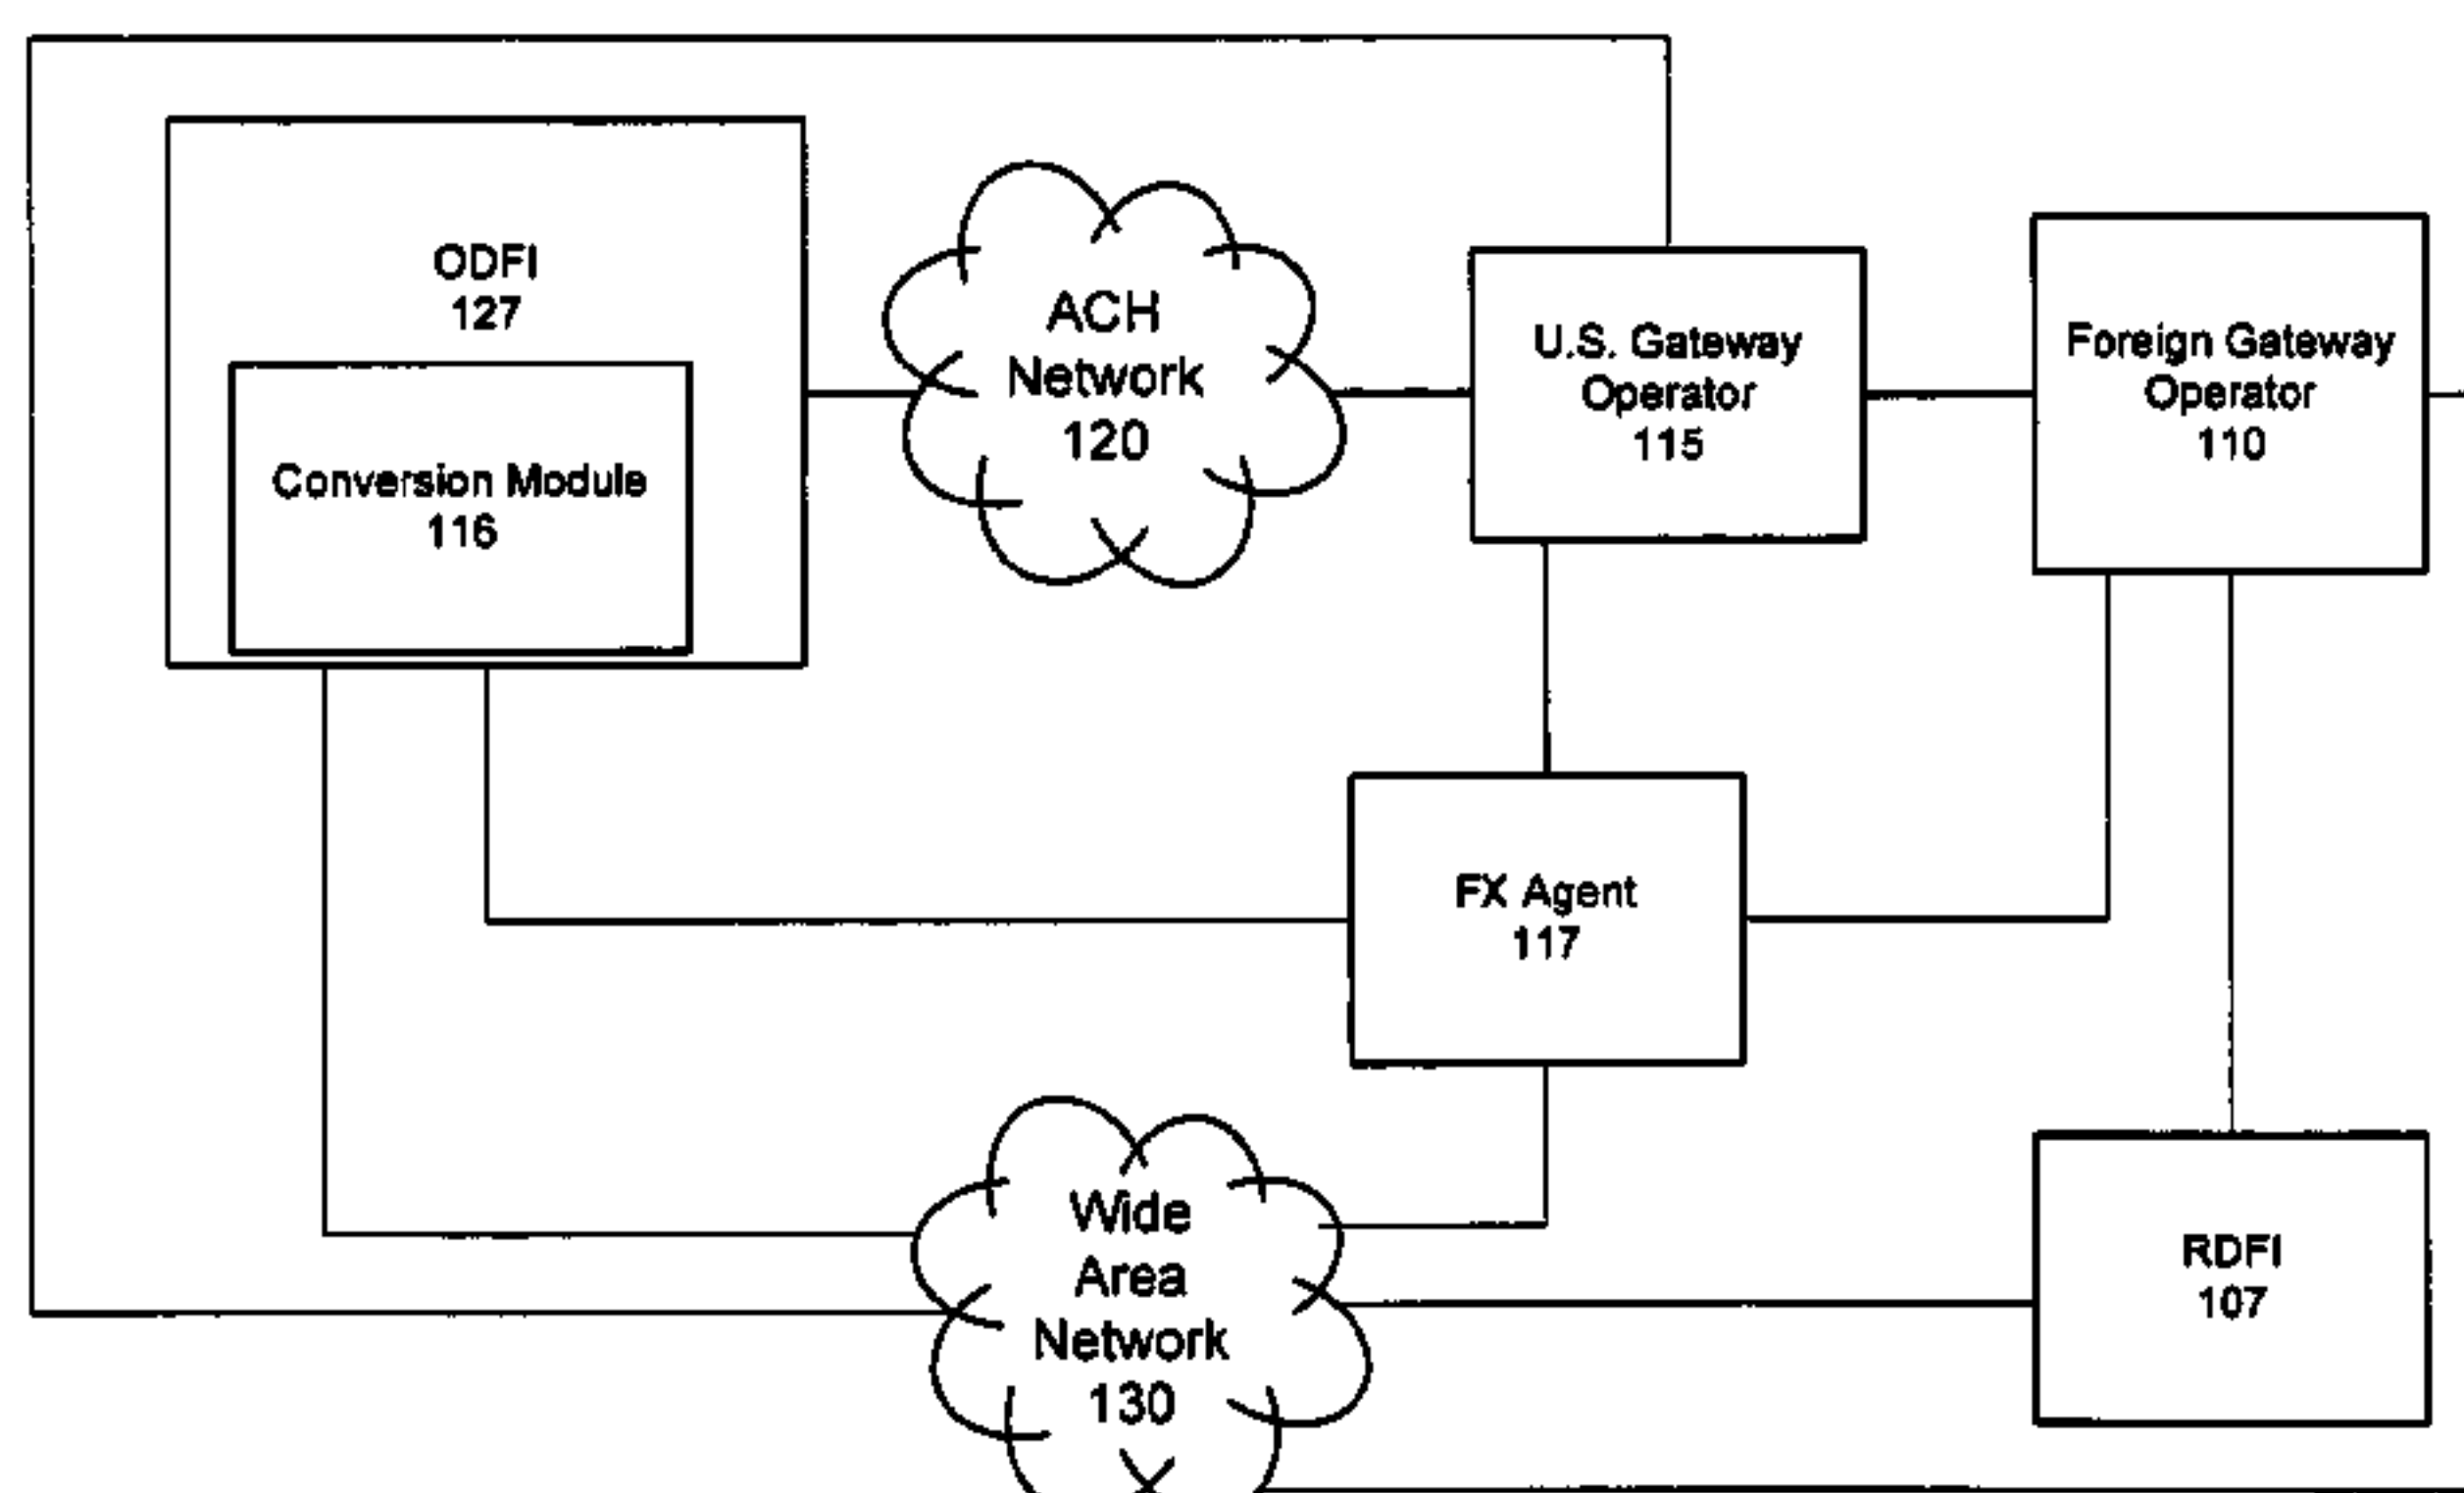 ODFI
127
Conversion Module
116
ACH
Network
120
U.S. Gateway
Operator
115
Foreign Gateway
Operator
110
FX Agent
117
Wide
Area
Network
130
RDFI
107